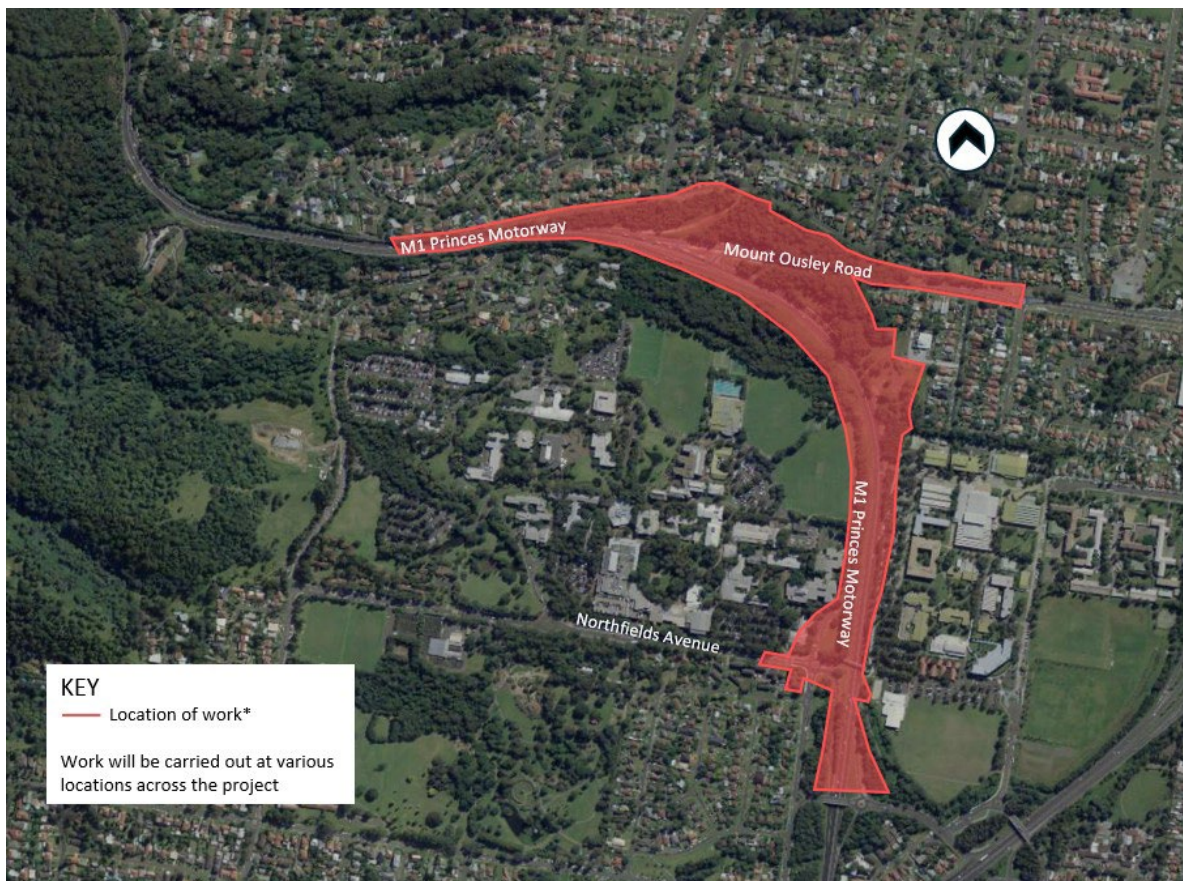 M1 Princes Motorway
Mount Ousley Road
M1 Princes Motorway
Northfields Avenue
KEY
Location of work*
Work will be carried out at various
locations across the project